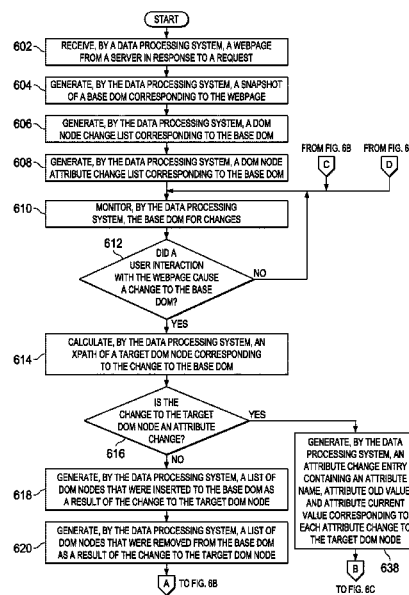 START
602
RECEIVE, BY A DATA PROCESSING SYSTEM, A WEBPAGE
FROM A SERVER IN RESPONSE TO A REQUEST
604
GENERATE, BY THE DATA PROCESSING SYSTEM, A SNAPSHOT
OF A BASE DOM CORRESPONDING TO THE WEBPAGE
606
GENERATE, BY THE DATA PROCESSING SYSTEM, A DOM
NODE CHANGE LIST CORRESPONDING TO THE BASE DOM
608
GENERATE, BY THE DATA PROCESSING SYSTEM, A DOM NODE
ATTRIBUTE CHANGE LIST CORRESPONDING TO THE BASE DOM
FROM FIG. 6B
C
FROM FIG. 6
D
610
MONITOR, BY THE DATA PROCESSING
SYSTEM, THE BASE DOM FOR CHANGES
612
DID A
USER INTERACTION
WITH THE WEBPAGE CAUSE
A CHANGE TO THE BASE
DOM?
NO
YES
614
CALCULATE, BY THE DATA PROCESSING SYSTEM, AN
XPATH OF A TARGET DOM NODE CORRESPONDING
TO THE CHANGE TO THE BASE DOM
IS THE
CHANGE TO THE TARGET
DOM NODE AN ATTRIBUTE
CHANGE?
616
YES
NO
618
GENERATE, BY THE DATA PROCESSING SYSTEM, A LIST OF
DOM NODES THAT WERE INSERTED TO THE BASE DOM AS
A RESULT OF THE CHANGE TO THE TARGET DOM NODE
620
GENERATE, BY THE DATA PROCESSING SYSTEM, A LIST OF
DOM NODES THAT WERE REMOVED FROM THE BASE DOM
AS A RESULT OF THE CHANGE TO THE TARGET DOM NODE
A
TO FIG. 6B
GENERATE, BY THE DATA
PROCESSING SYSTEM, AN
ATTRIBUTE CHANGE ENTRY
CONTAINING AN ATTRIBUTE
NAME, ATTRIBUTE OLD VALUE,
AND ATTRIBUTE CURRENT
VALUE CORRESPONDING TO
EACH ATTRIBUTE CHANGE TO
THE TARGET DOM NODE
638
B
TO FIG. 6C